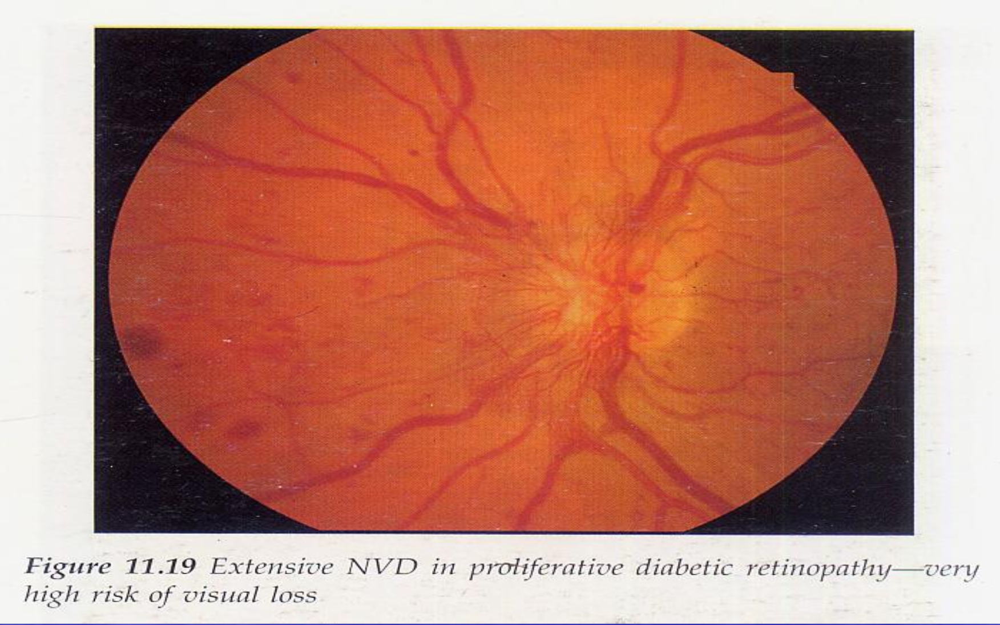 Figure 11.19 Extensive NVD in proliferative diabetic retinopathy—very
high risk of visual loss